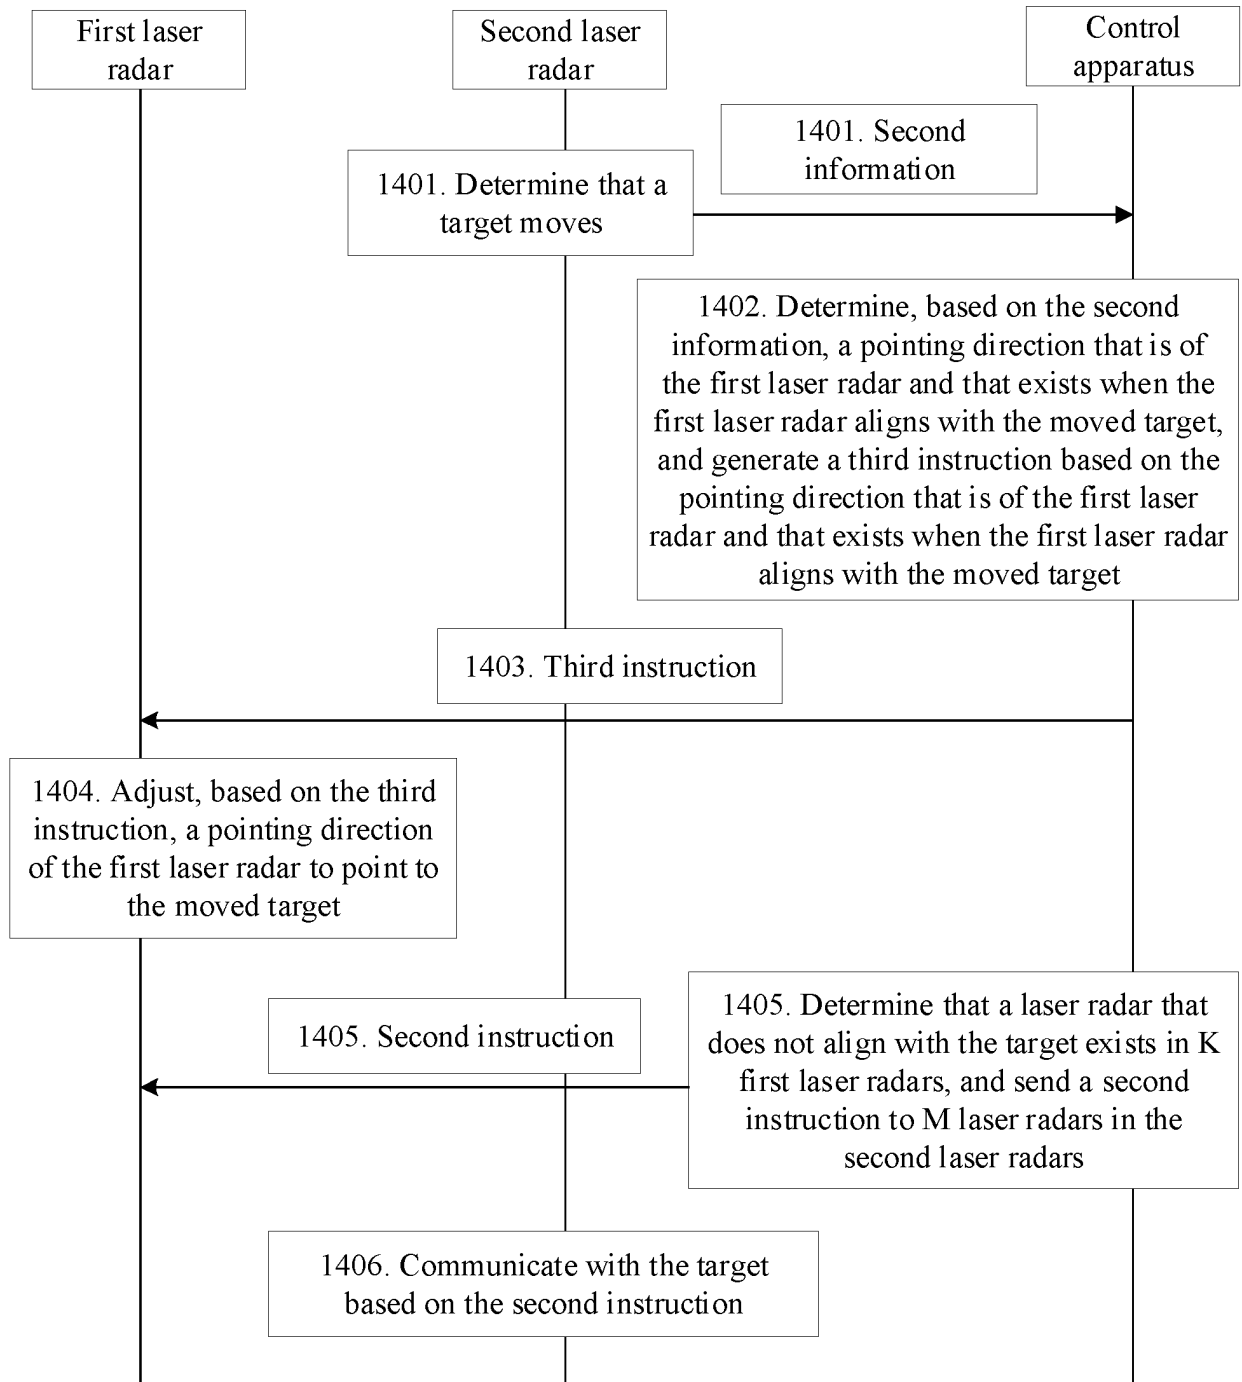 First laser
radar
Second laser
radar
Control
apparatus
1401. Second
information
1401. Determine that a
target moves
1402. Determine, based on the second
information, a pointing direction that is of
the first laser radar and that exists when the
first laser radar aligns with the moved target,
and generate a third instruction based on the
pointing direction that is of the first laser
radar and that exists when the first laser radar
aligns with the moved target
1403. Third instruction
1404. Adjust, based on the third
instruction, a pointing direction
of the first laser radar to point to
the moved target
1405. Second instruction
1405. Determine that a laser radar that
does not align with the target exists in K
first laser radars, and send a second
instruction to M laser radars in the
second laser radars
1406. Communicate with the target
based on the second instruction